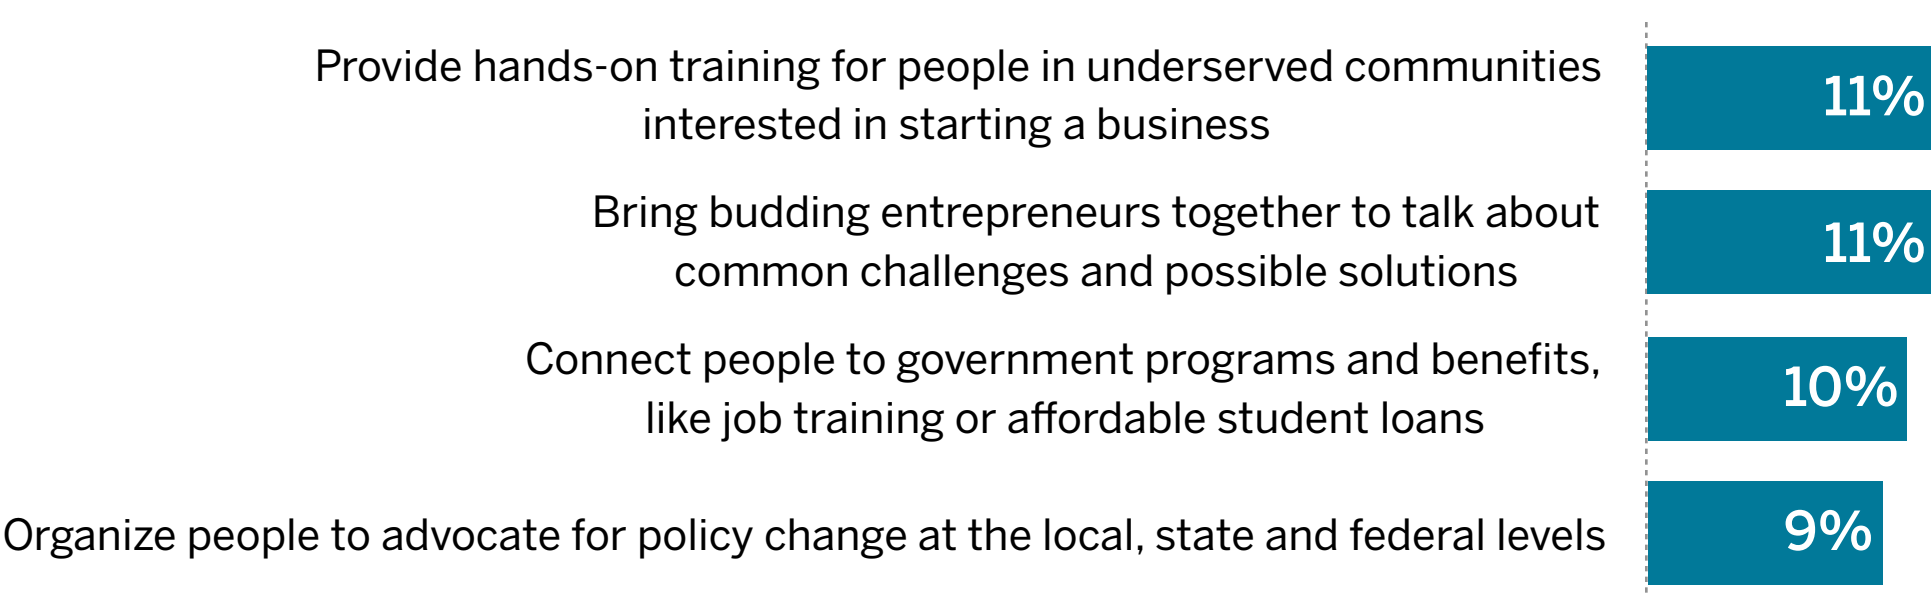 Provide hands-on training for people in underserved communities
interested in starting a business
11%
Bring budding entrepreneurs together to talk about
common challenges and possible solutions
11%
Connect people to government programs and benefits,
like job training or affordable student loans
10%
Organize people to advocate for policy change at the local, state and federal levels
9%